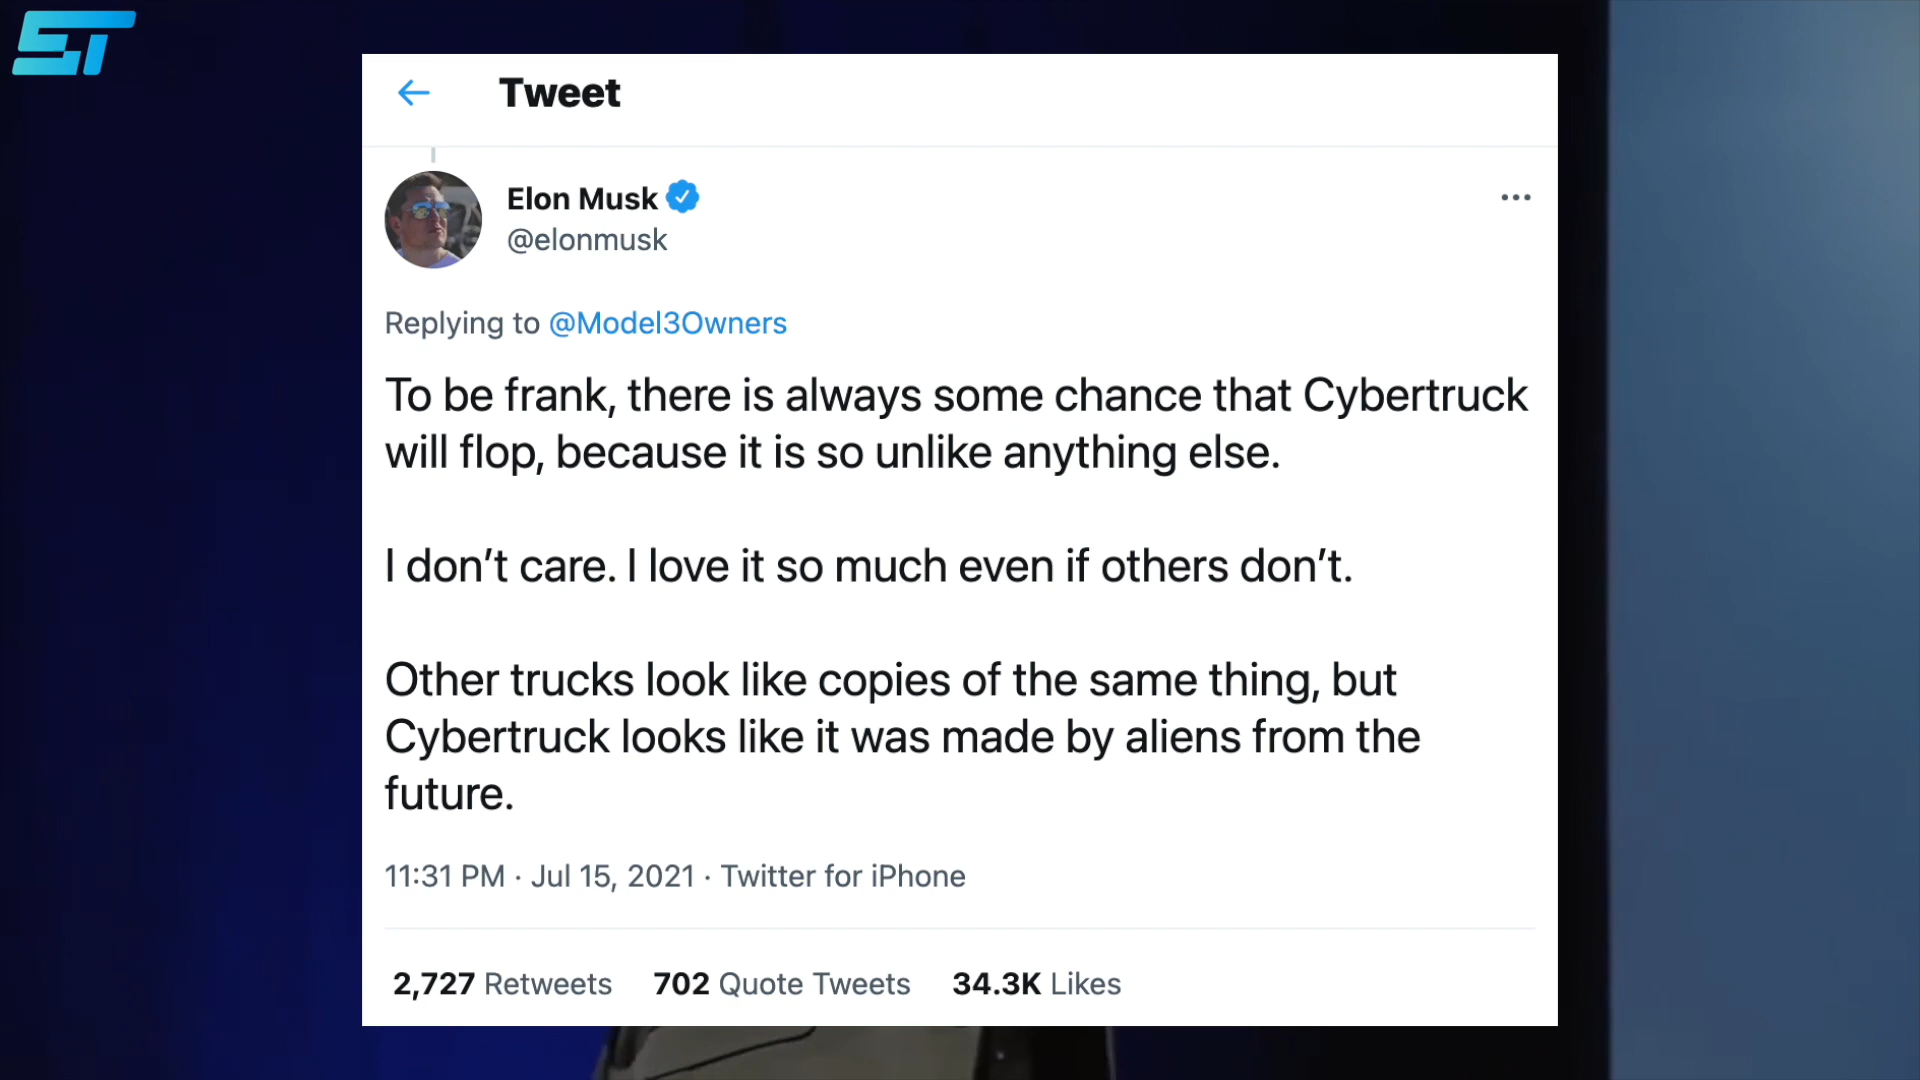 ST
Tweet
Elon Musk
@elonmusk
Replying to @Model3Owners
To be frank, there is always some chance that Cybertruck
will flop, because it is so unlike anything else.
I don’t care. I love it so much even if others don’t.
Other trucks look like copies of the same thing, but
Cybertruck looks like it was made by aliens from the
future.
11:31 PM · Jul 15, 2021 · Twitter for iPhone
2,727 Retweets 702 Quote Tweets 34.3K Likes